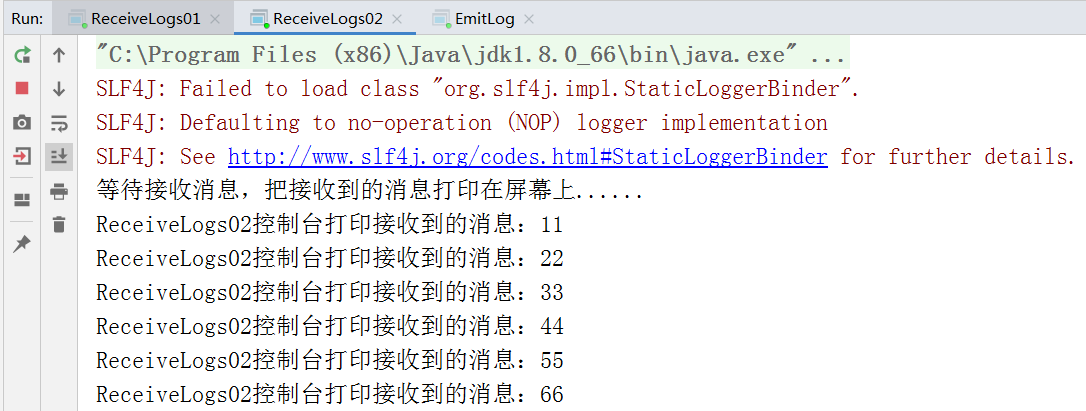 Run: ReceiveLogs01 × ReceiveLogs02 × EmitLog ×
"C:\Program Files (x86)\Java\jdk1.8.0_66\bin\java.exe" ...
SLF4J: Failed to load class "org.slf4j.impl.StaticLoggerBinder".
SLF4J: Defaulting to no-operation (NOP) logger implementation
SLF4J: See http://www.slf4j.org/codes.html#StaticLoggerBinder for further details.
等待接收消息，把接收到的消息打印在屏幕上......
ReceiveLogs02控制台打印接收到的消息：11
ReceiveLogs02控制台打印接收到的消息：22
ReceiveLogs02控制台打印接收到的消息：33
ReceiveLogs02控制台打印接收到的消息：44
ReceiveLogs02控制台打印接收到的消息：55
ReceiveLogs02控制台打印接收到的消息：66